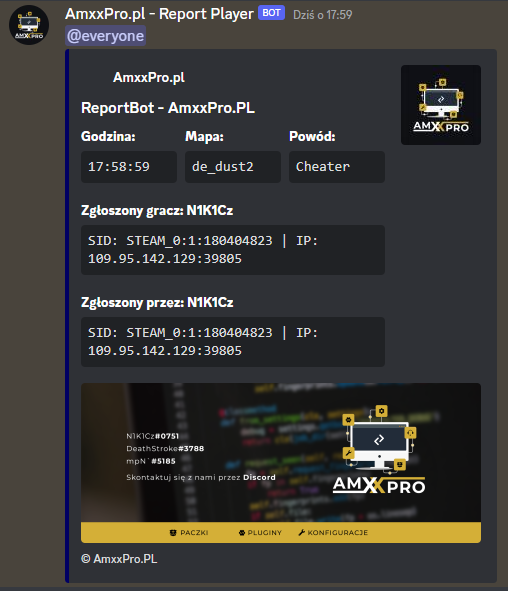 AmxxPro.pl - Report Player BOT Dziś o 17:59
@everyone
AmxxPro.pl
ReportBot - AmxxPro.PL
AMXXPRO
Godzina: Mapa: Powód:
17:58:59 de_dust2 Cheater
Zgłoszony gracz: N1K1Cz
SID: STEAM_0:1:180404823 | IP:
109.95.142.129:39805
Zgłoszony przez: N1K1Cz
SID: STEAM_0:1:180404823 | IP:
109.95.142.129:39805
N1K1Cz#0751
DeathStroke#3788
mpN`#5185
Skontaktuj się z nami przez Discord
AMXXPRO
PACZKI PLUGINY KONFIGURACJE
© AmxxPro.PL